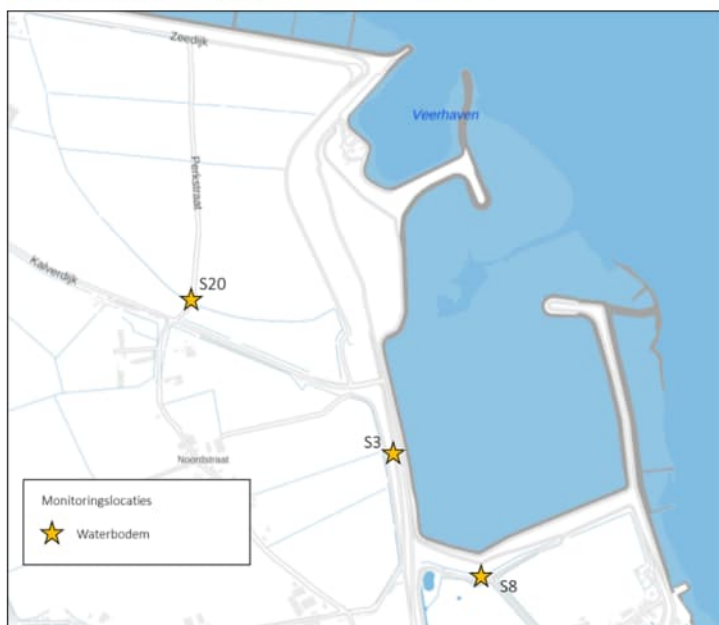 Zeedijk
Veerhaven
Perkstraat
Kalverdijk
S20
S3
Noordstraat
Monitoringslocaties
Waterbodem
S8